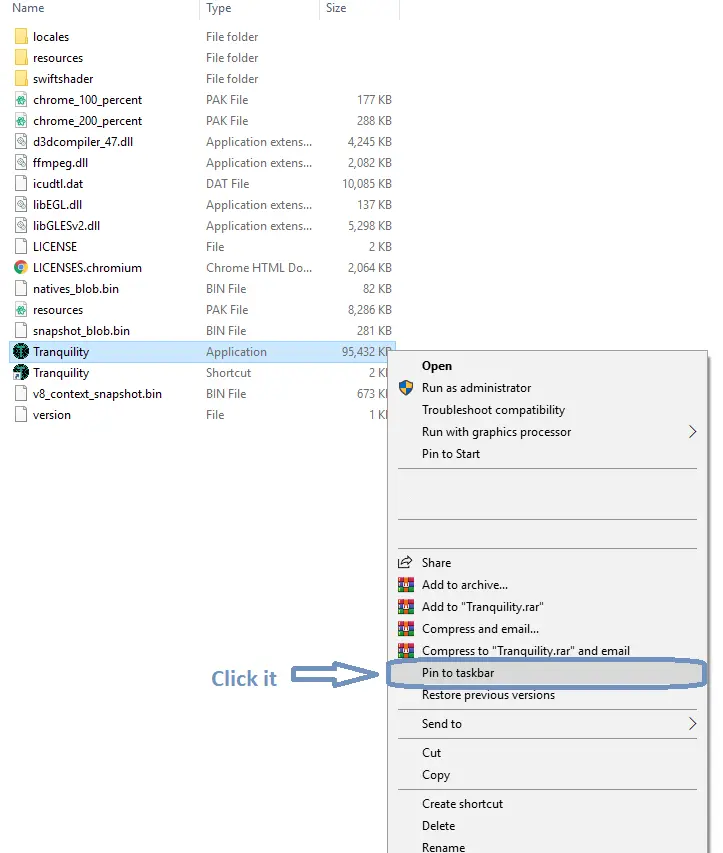 Name Type Size
locales File folder
resources File folder
swiftshader File folder
chrome_100_percent PAK File 177 KB
chrome_200_percent PAK File 288 KB
d3dcompiler_47.dll Application extens... 4,245 KB
ffmpeg.dll Application extens... 2,082 KB
icudtl.dat DAT File 10,085 KB
libEGL.dll Application extens... 137 KB
libGLESv2.dll Application extens... 5,298 KB
LICENSE File 2 KB
LICENSES.chromium Chrome HTML Do... 2,064 KB
natives_blob.bin BIN File 82 KB
resources PAK File 8,286 KB
snapshot_blob.bin BIN File 281 KB
Tranquility Application 95,432 KB
Tranquility Shortcut 2 K
v8_context_snapshot.bin BIN File 673 K
version File 1 K
Open
Run as administrator
Troubleshoot compatibility
Run with graphics processor
Pin to Start
Share
Add to archive...
Add to "Tranquility.rar"
Compress and email...
Compress to "Tranquility.rar" and email
Click it Pin to taskbar
Restore previous versions
Send to
Cut
Copy
Create shortcut
Delete
Rename